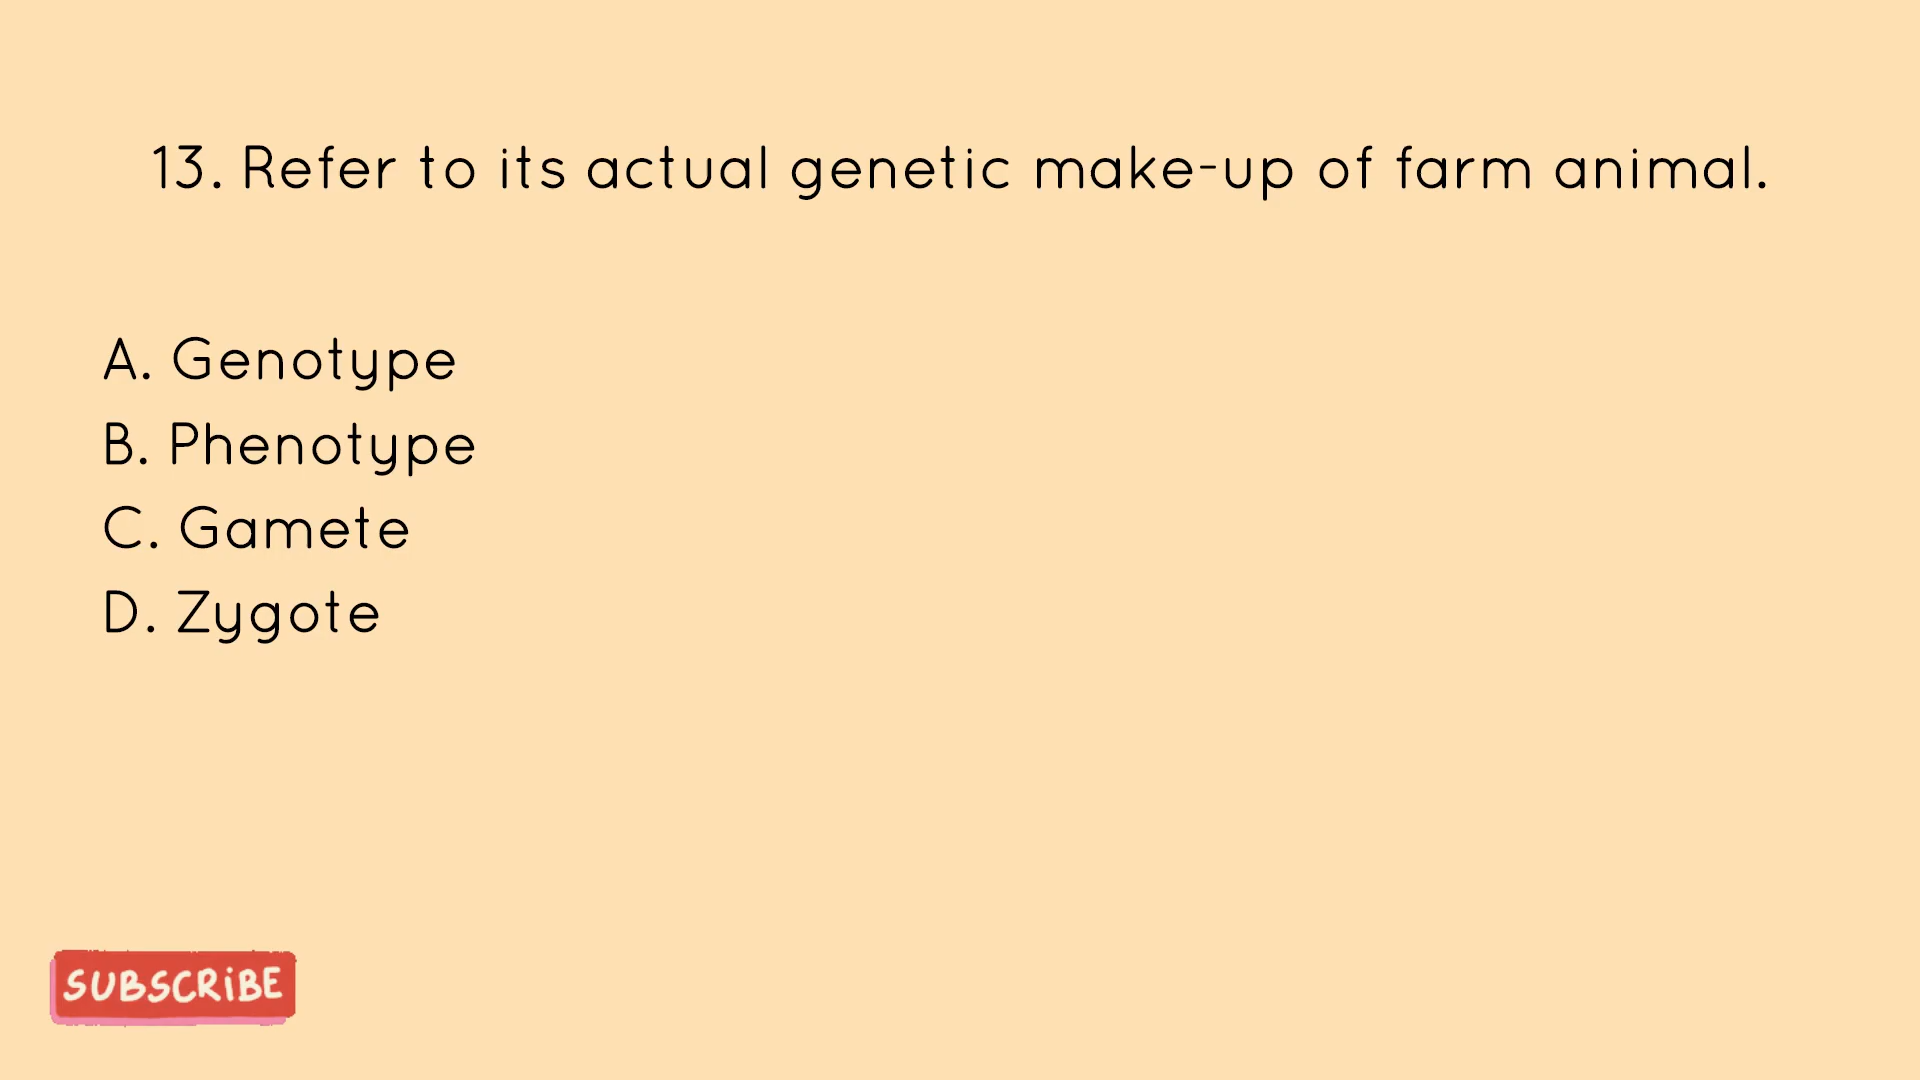 13. Refer to its actual genetic make-up of farm animal.
A. Genotype
B. Phenotype
C. Gamete
D. Zygote
SUBSCRiBE